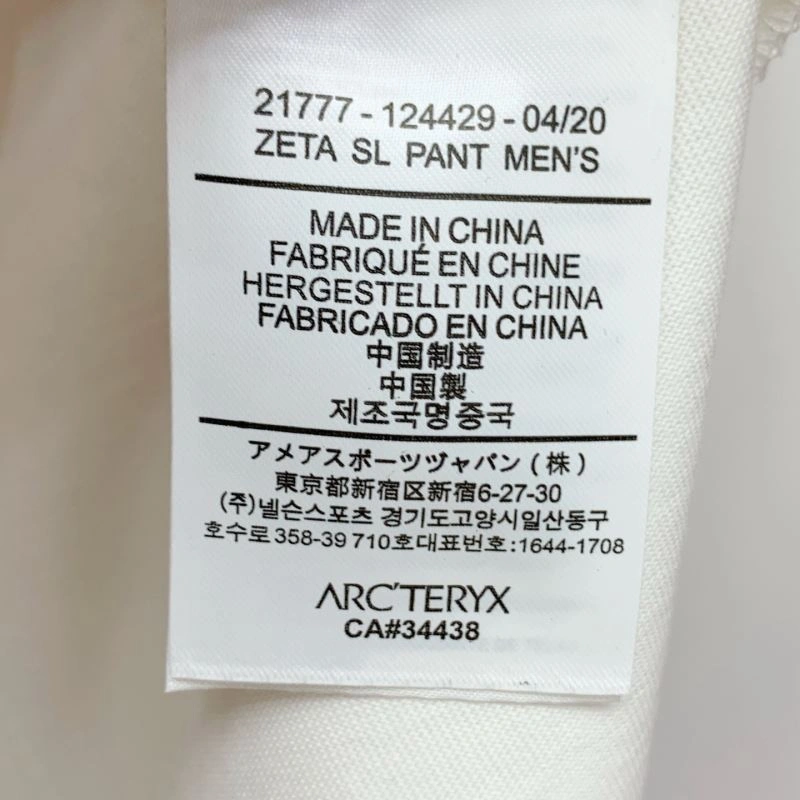 21777 - 124429 - 04/20
ZETA SL PANT MEN'S
MADE IN CHINA
FABRIQUÉ EN CHINE
HERGESTELLT IN CHINA
FABRICADO EN CHINA
中国制造
中国製
제조국명중국
アメアスポーツヅャバン (株)
東京都新宿区新宿6-27-30
(주)넬슨스포츠 경기도고양시일산동구
호수로 358-39 710호대표번호:1644-1708
ARC'TERYX
CA#34438